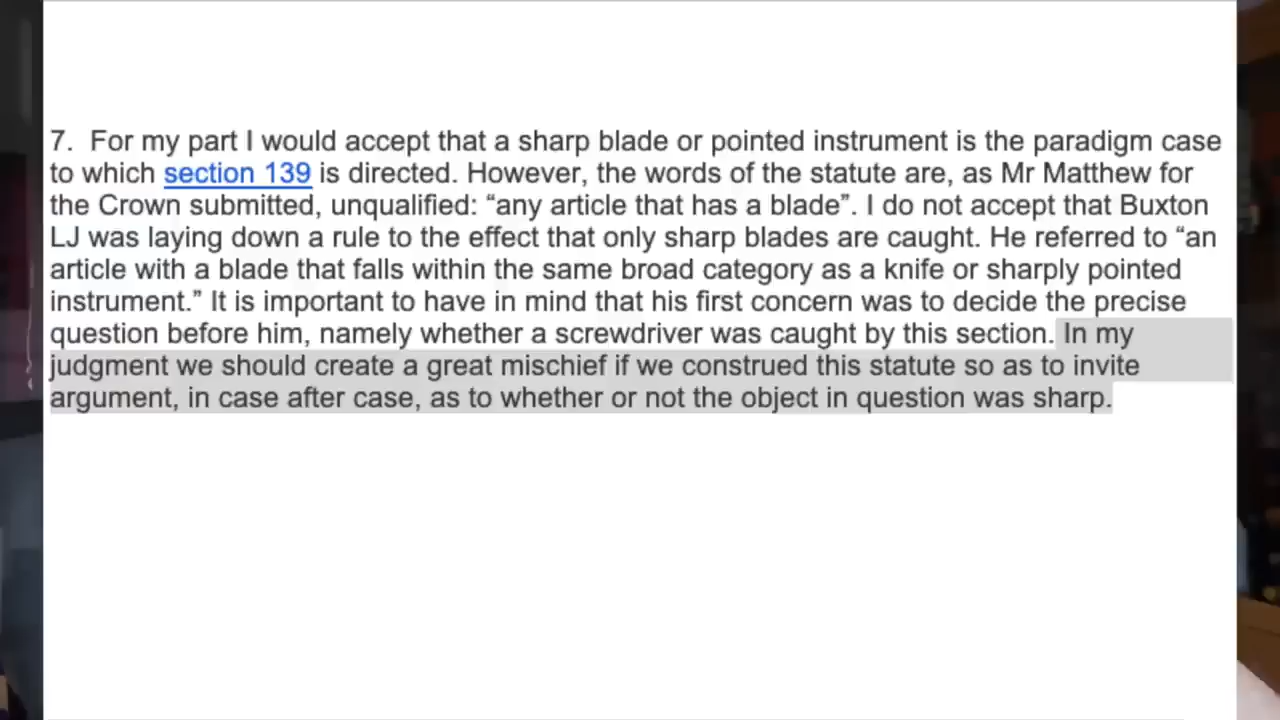 7. For my part I would accept that a sharp blade or pointed instrument is the paradigm case
to which section 139 is directed. However, the words of the statute are, as Mr Matthew for
the Crown submitted, unqualified: “any article that has a blade”. I do not accept that Buxton
LJ was laying down a rule to the effect that only sharp blades are caught. He referred to “an
article with a blade that falls within the same broad category as a knife or sharply pointed
instrument.” It is important to have in mind that his first concern was to decide the precise
question before him, namely whether a screwdriver was caught by this section. In my
judgment we should create a great mischief if we construed this statute so as to invite
argument, in case after case, as to whether or not the object in question was sharp.